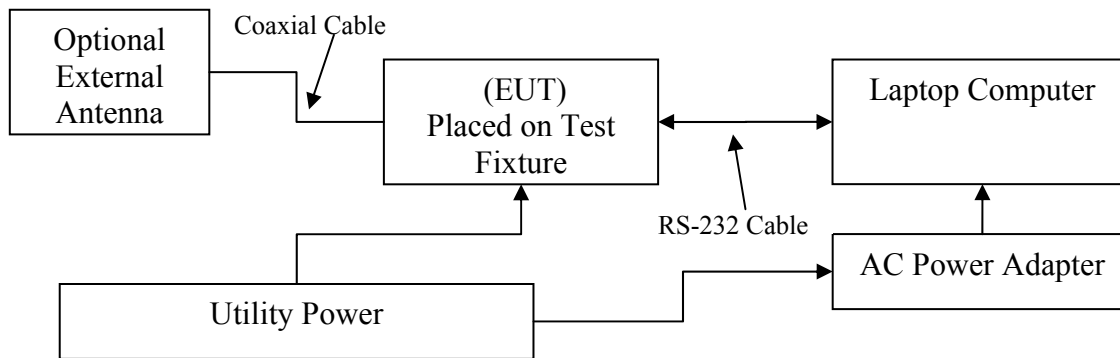 Optional
External
Antenna
Coaxial Cable
(EUT)
Placed on Test
Fixture
Laptop Computer
RS-232 Cable
AC Power Adapter
Utility Power